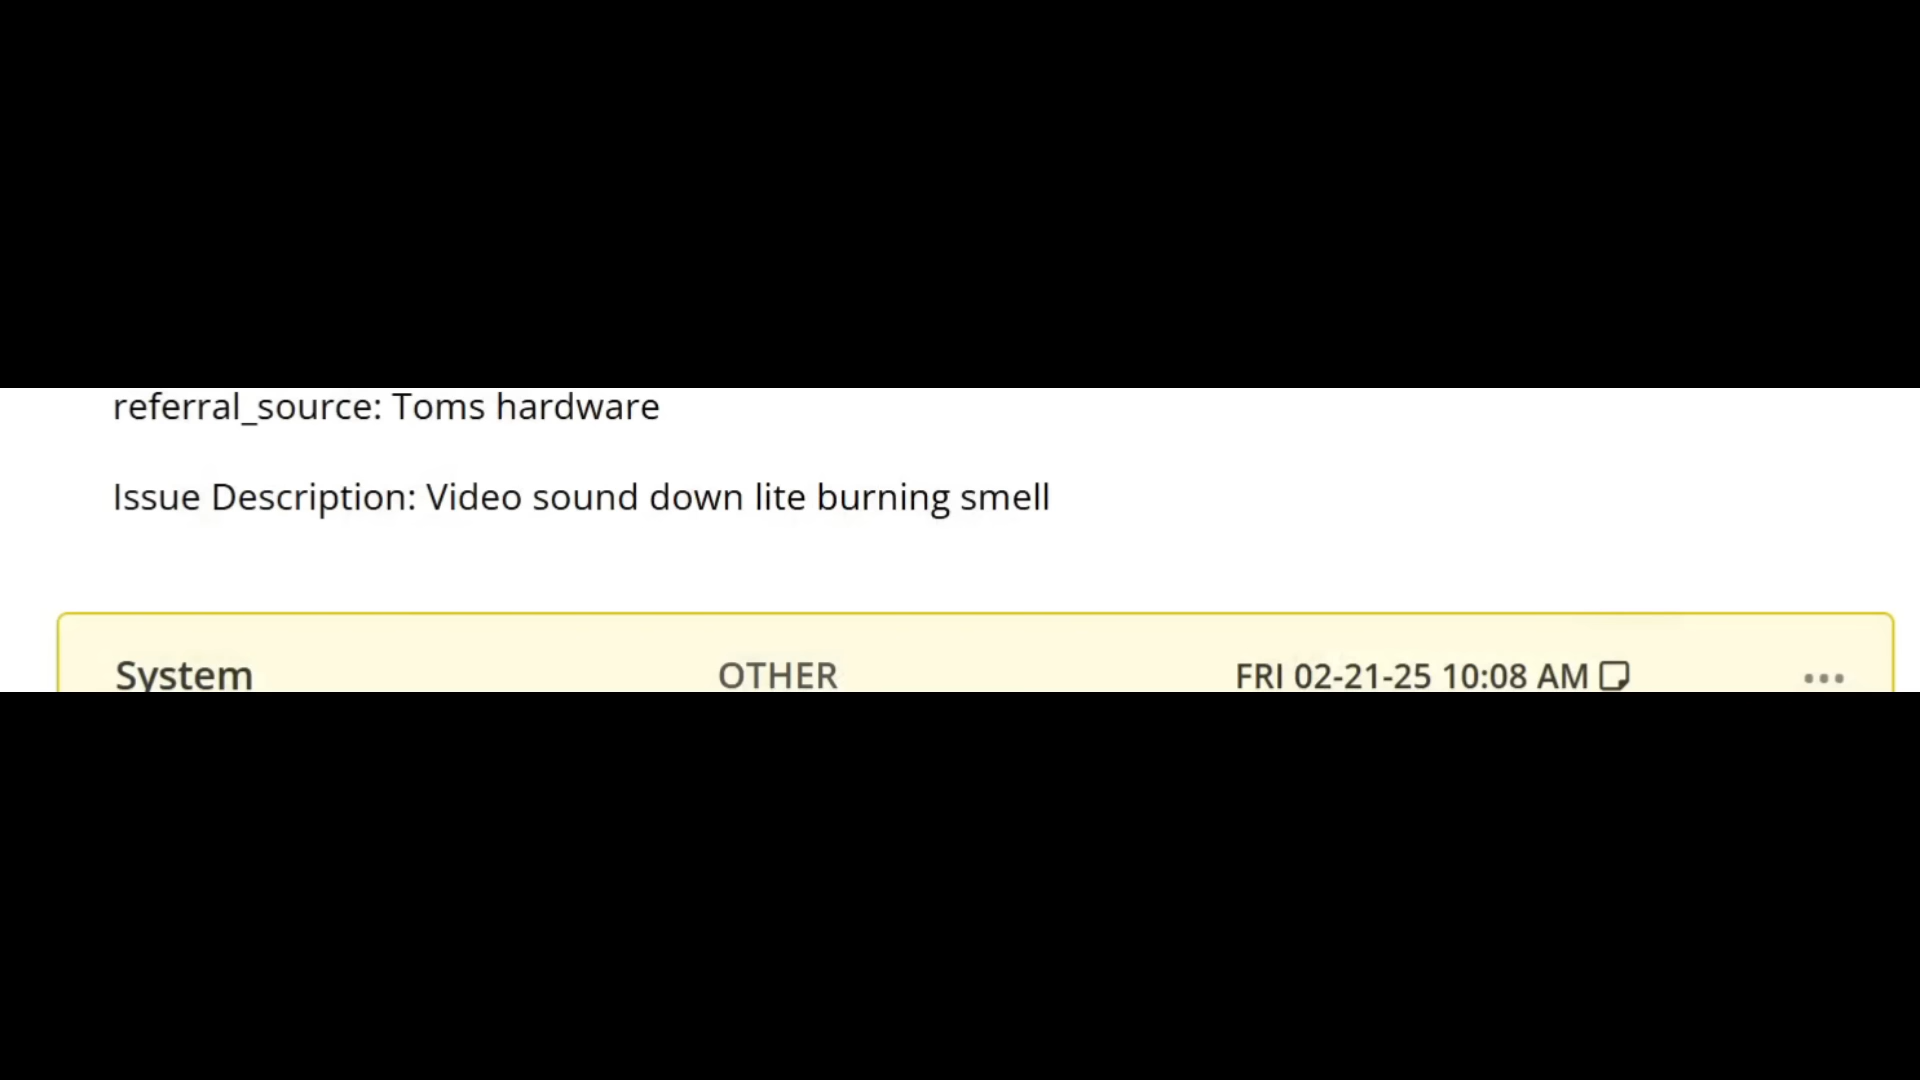 referral_source: Toms hardware
Issue Description: Video sound down lite burning smell
System OTHER FRI 02-21-25 10:08 AM